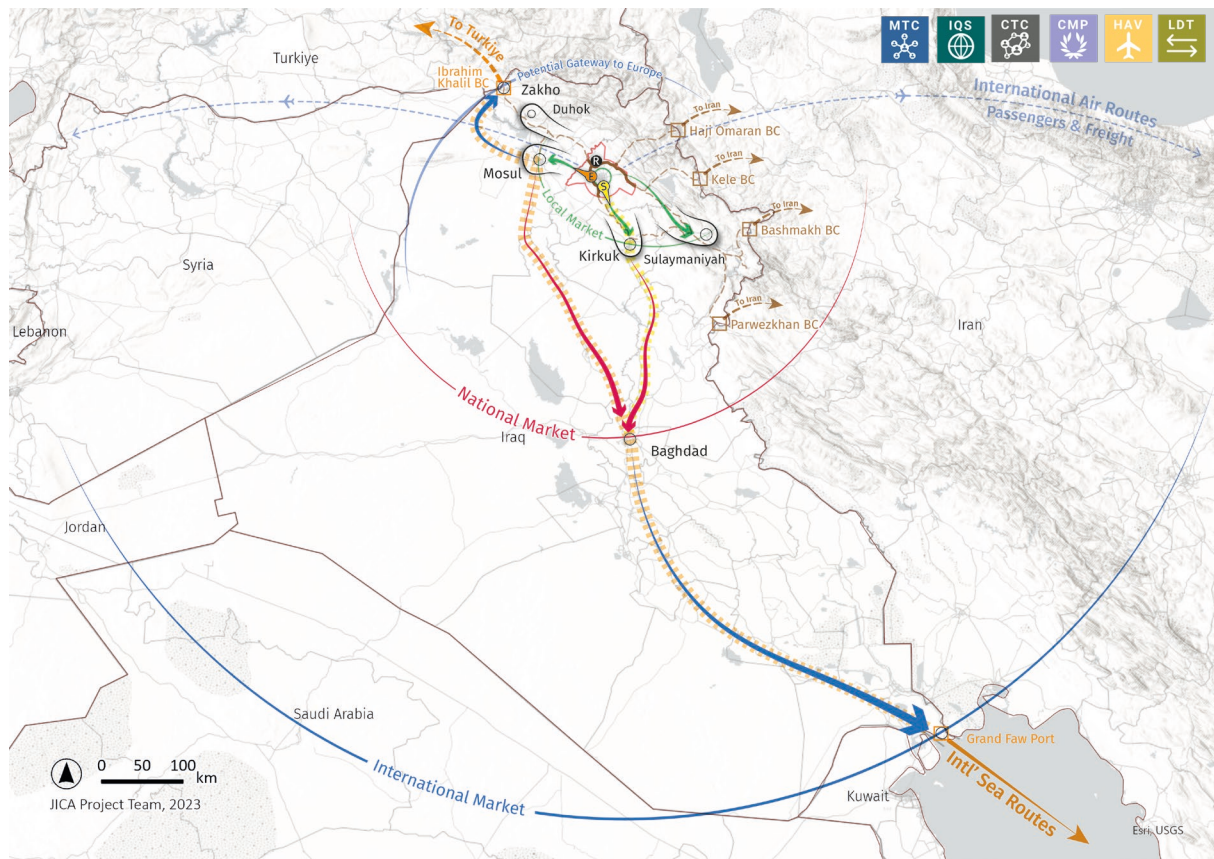 MTC
IQS
CTC
CMP
HAV
LDT
To Turkiye
Turkiye
Ibrahim
Khalil BC
Potential Gateway to Europe
Zakho
Duhok
International Air Routes
Passengers & Freight
To Iran
Haji Omaran BC
R
Mosul
E
S
To Iran
Kele BC
Local Market
To Iran
Bashmakh BC
Kirkuk
Sulaymaniyah
Syria
To Iran
Parwezkhan BC
Lebanon
Iran
National Market
Iraq
Baghdad
Jordan
Saudi Arabia
Grand Faw Port
Intl' Sea Routes
International Market
0 50 100
km
JICA Project Team, 2023
Kuwait
Esri, USGS